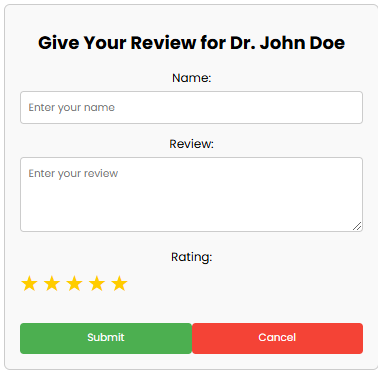 Give Your Review for Dr. John Doe
Name:
Enter your name
Review:
Enter your review
Rating:
Submit Cancel